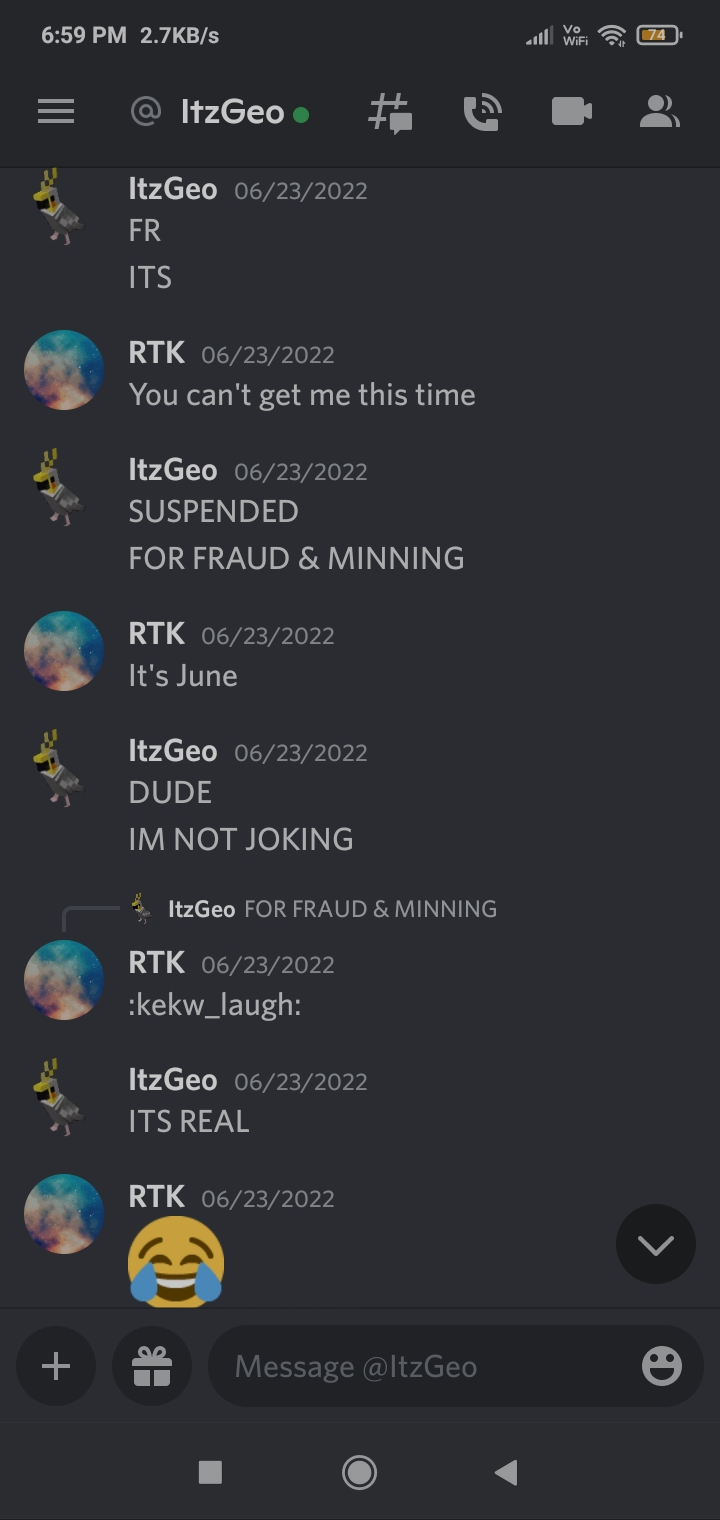 6:59 PM 2.7KB/s Vo WiFi 74
@ ItzGeo
ItzGeo 06/23/2022
FR
ITS
RTK 06/23/2022
You can't get me this time
ItzGeo 06/23/2022
SUSPENDED
FOR FRAUD & MINNING
RTK 06/23/2022
It's June
ItzGeo 06/23/2022
DUDE
IM NOT JOKING
ItzGeo FOR FRAUD & MINNING
RTK 06/23/2022
:kekw_laugh:
ItzGeo 06/23/2022
ITS REAL
RTK 06/23/2022
😂
Message @ItzGeo